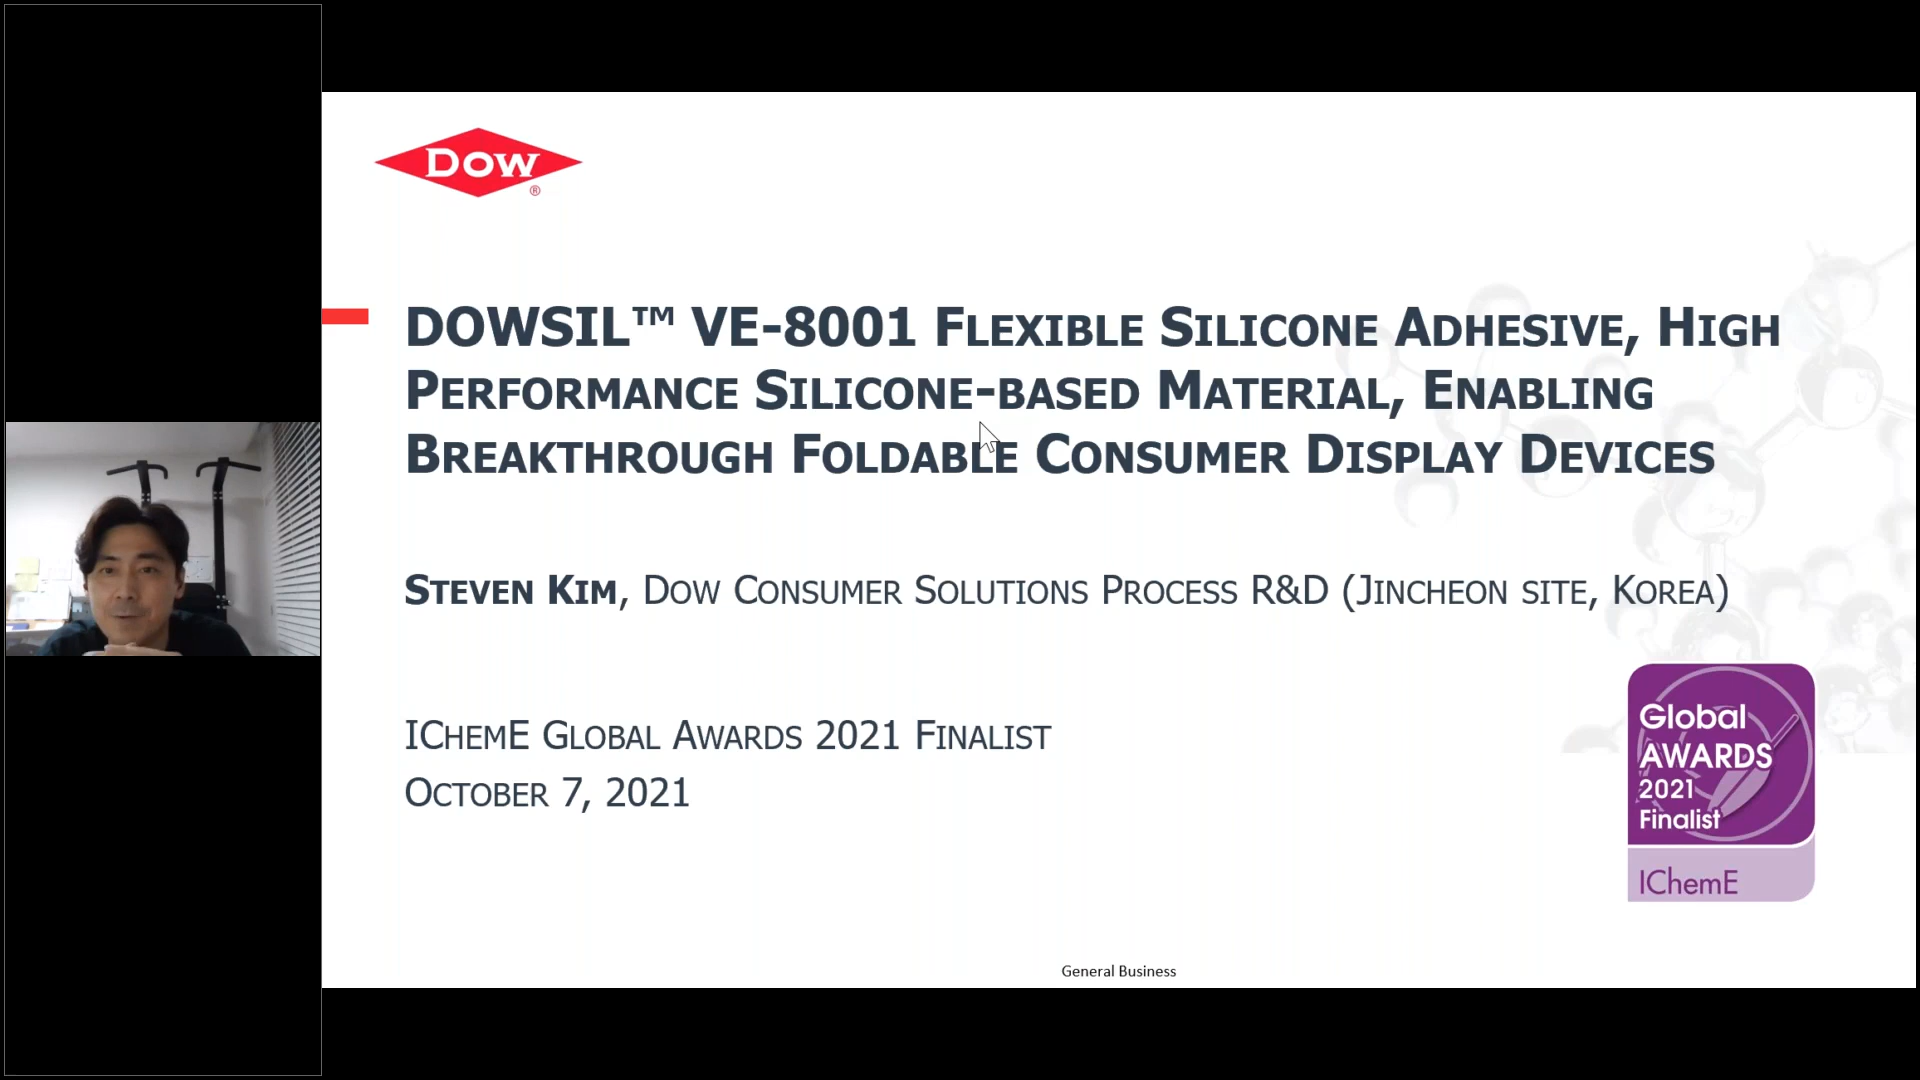 DOW
®
DOWSIL™ VE-8001 FLEXIBLE SILICONE ADHESIVE, HIGH
PERFORMANCE SILICONE-BASED MATERIAL, ENABLING
BREAKTHROUGH FOLDABLE CONSUMER DISPLAY DEVICES
STEVEN KIM, DOW CONSUMER SOLUTIONS PROCESS R&D (JINCHEON SITE, KOREA)
ICHEME GLOBAL AWARDS 2021 FINALIST
OCTOBER 7, 2021
Global
AWARDS
2021
Finalist
IChemE
General Business